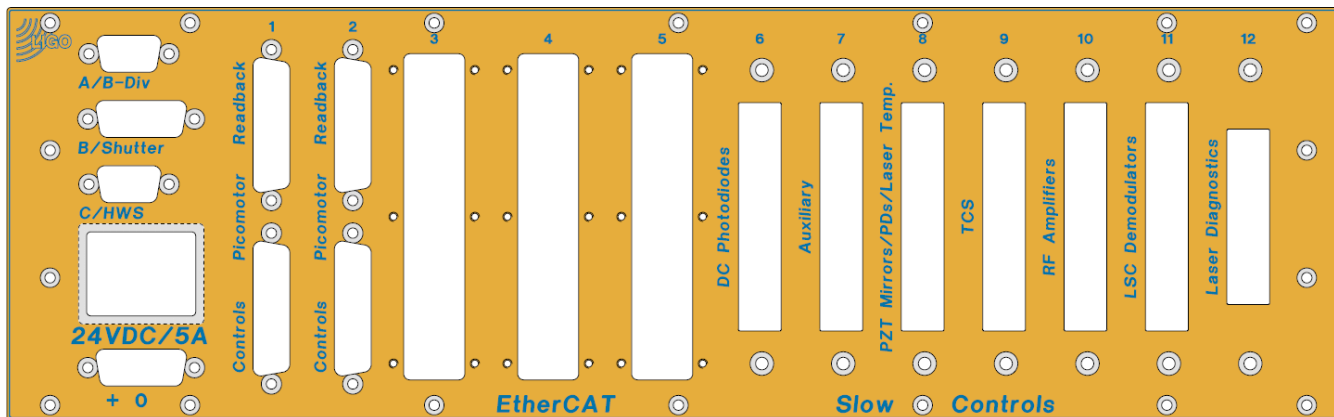 LIGO
1 2 3 4 5 6 7 8 9 10 11 12
A/B-Div
B/Shutter
C/HWS
24VDC/5A
+ 0
Readback
Picomotor
Controls
Readback
Picomotor
Controls
DC Photodiodes
Auxiliary
PZT Mirrors/PDs/Laser Temp.
TCS
RF Amplifiers
LSC Demodulators
Laser Diagnostics
EtherCAT Slow Controls